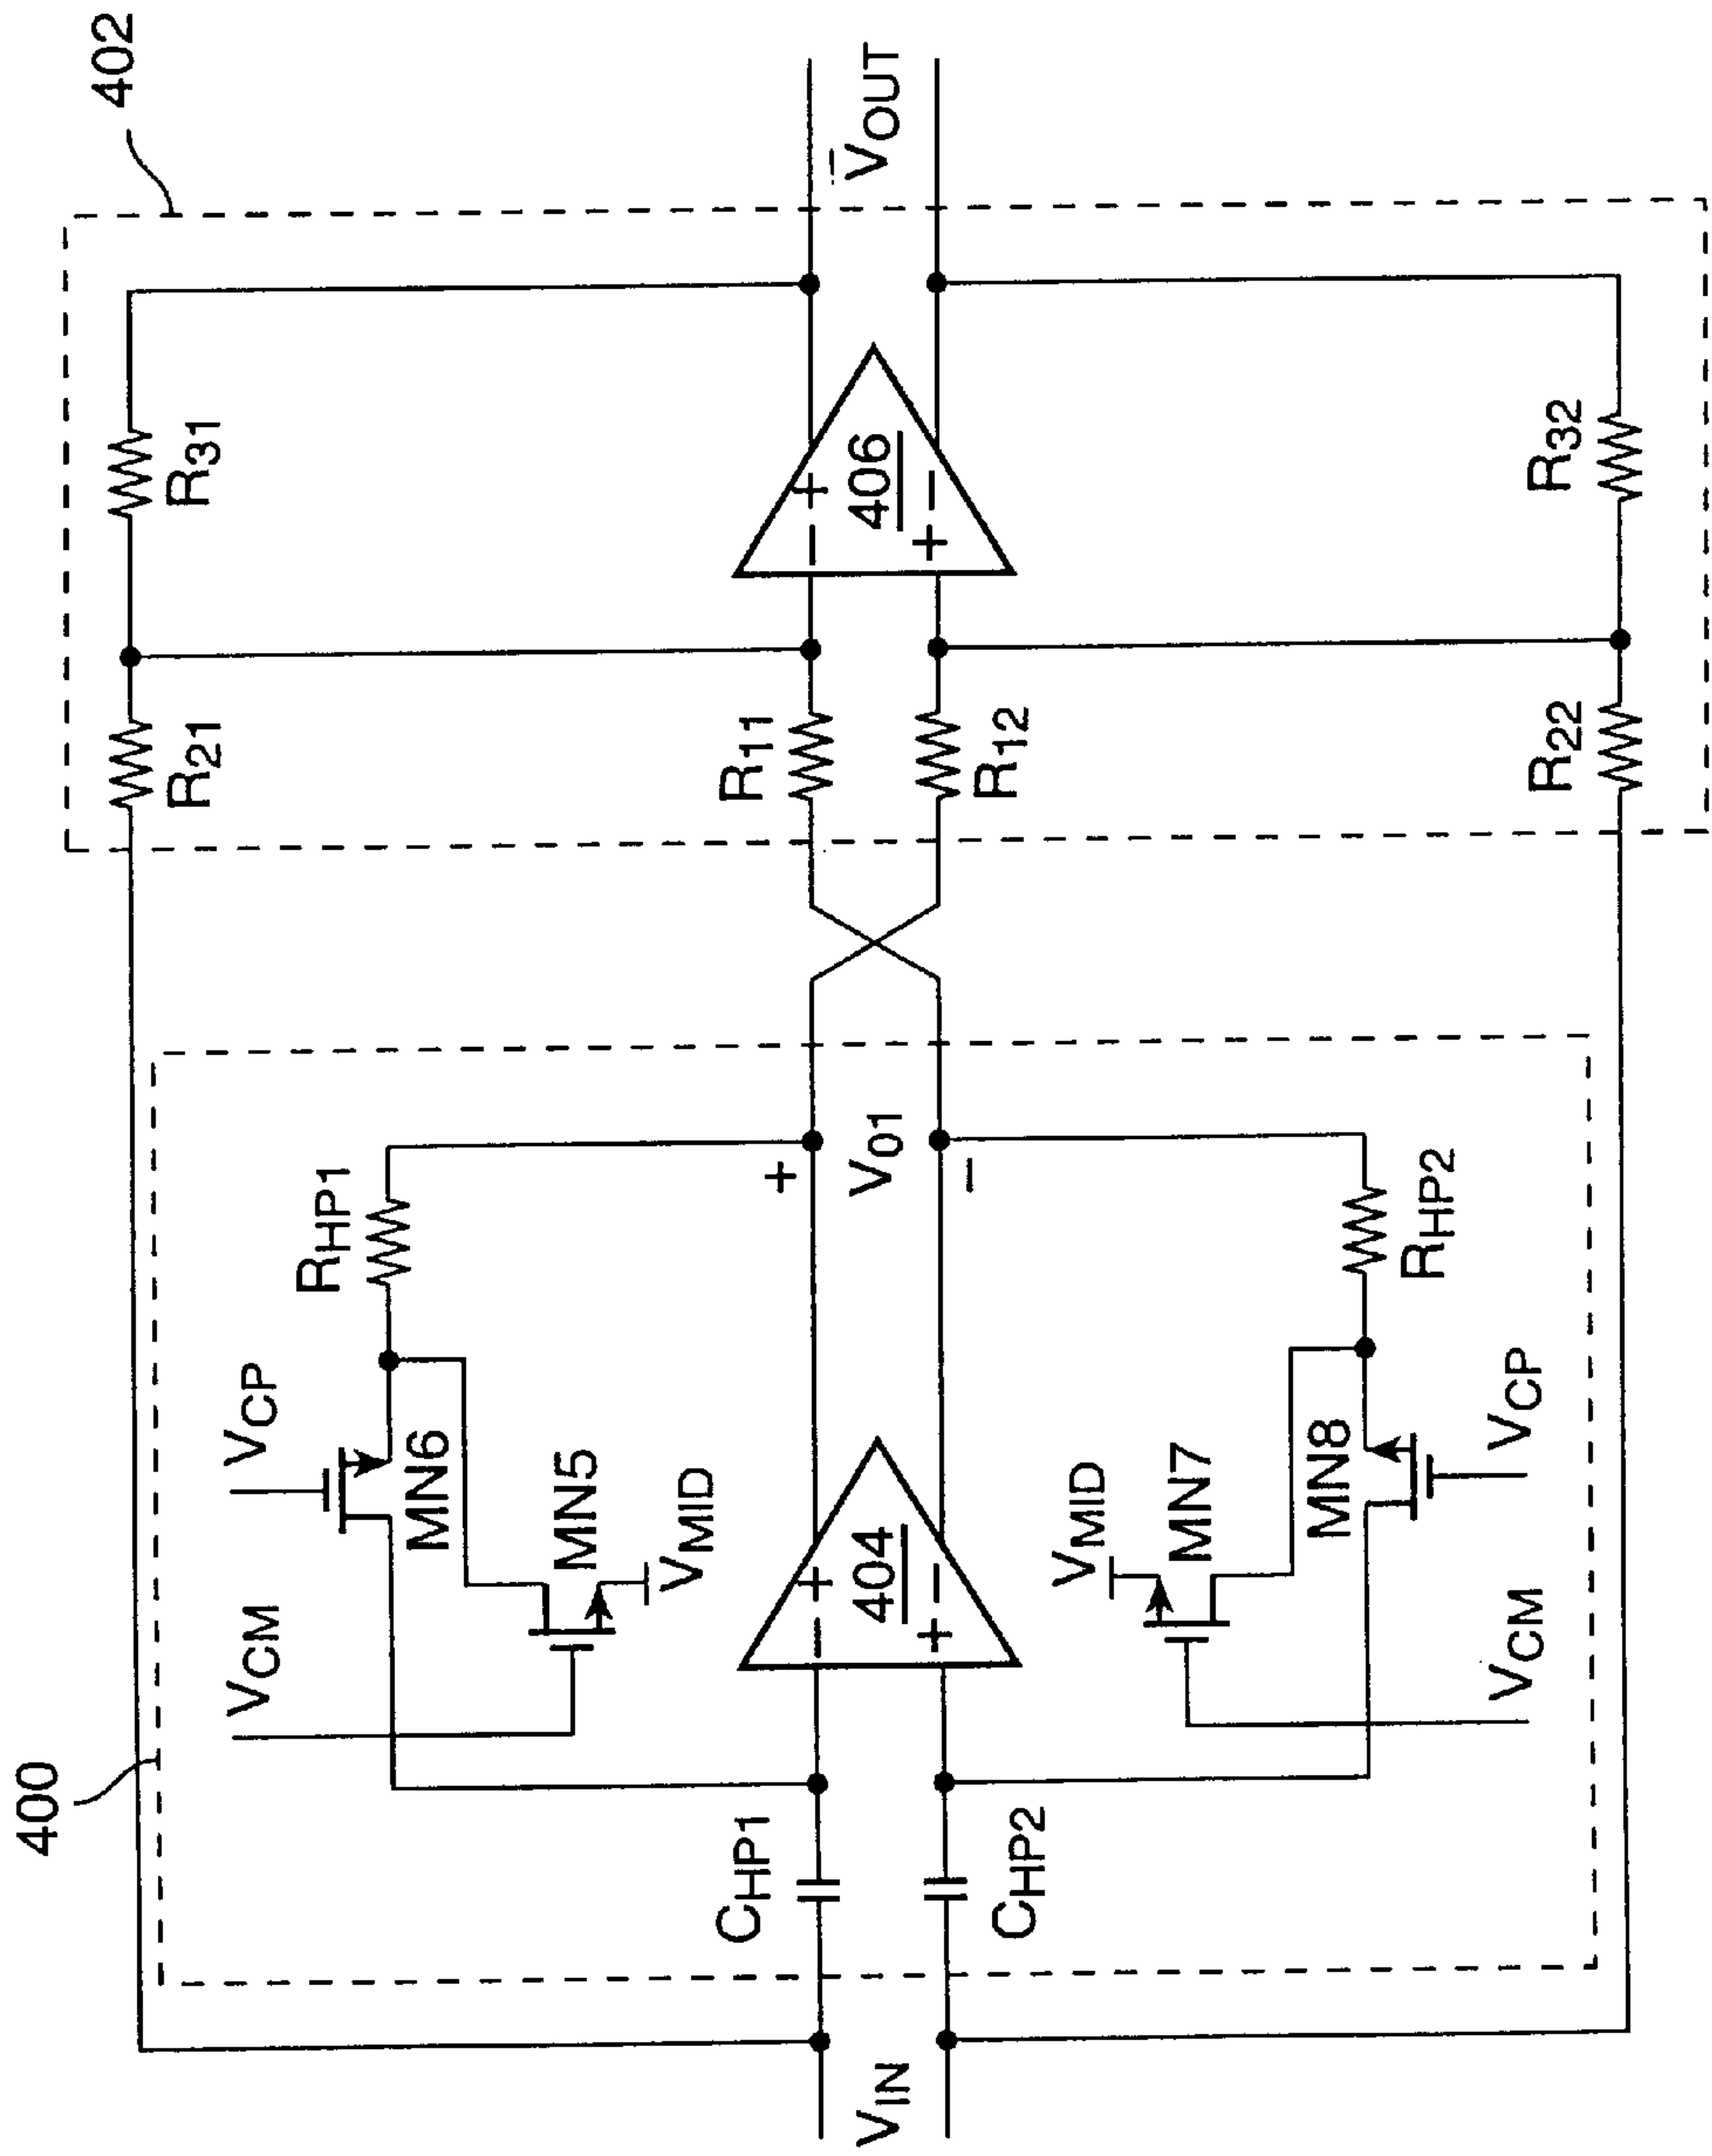 402
R31
R32
406
+
−
−
+
V̄OUT
R21
R11
R12
R22
400
VCM
VCP
MN6
RHP1
MN5
VMID
404
+
−
−
+
+
V01
−
CHP1
CHP2
VIN
VMID
MN7
MN8
RHP2
VCM
VCP